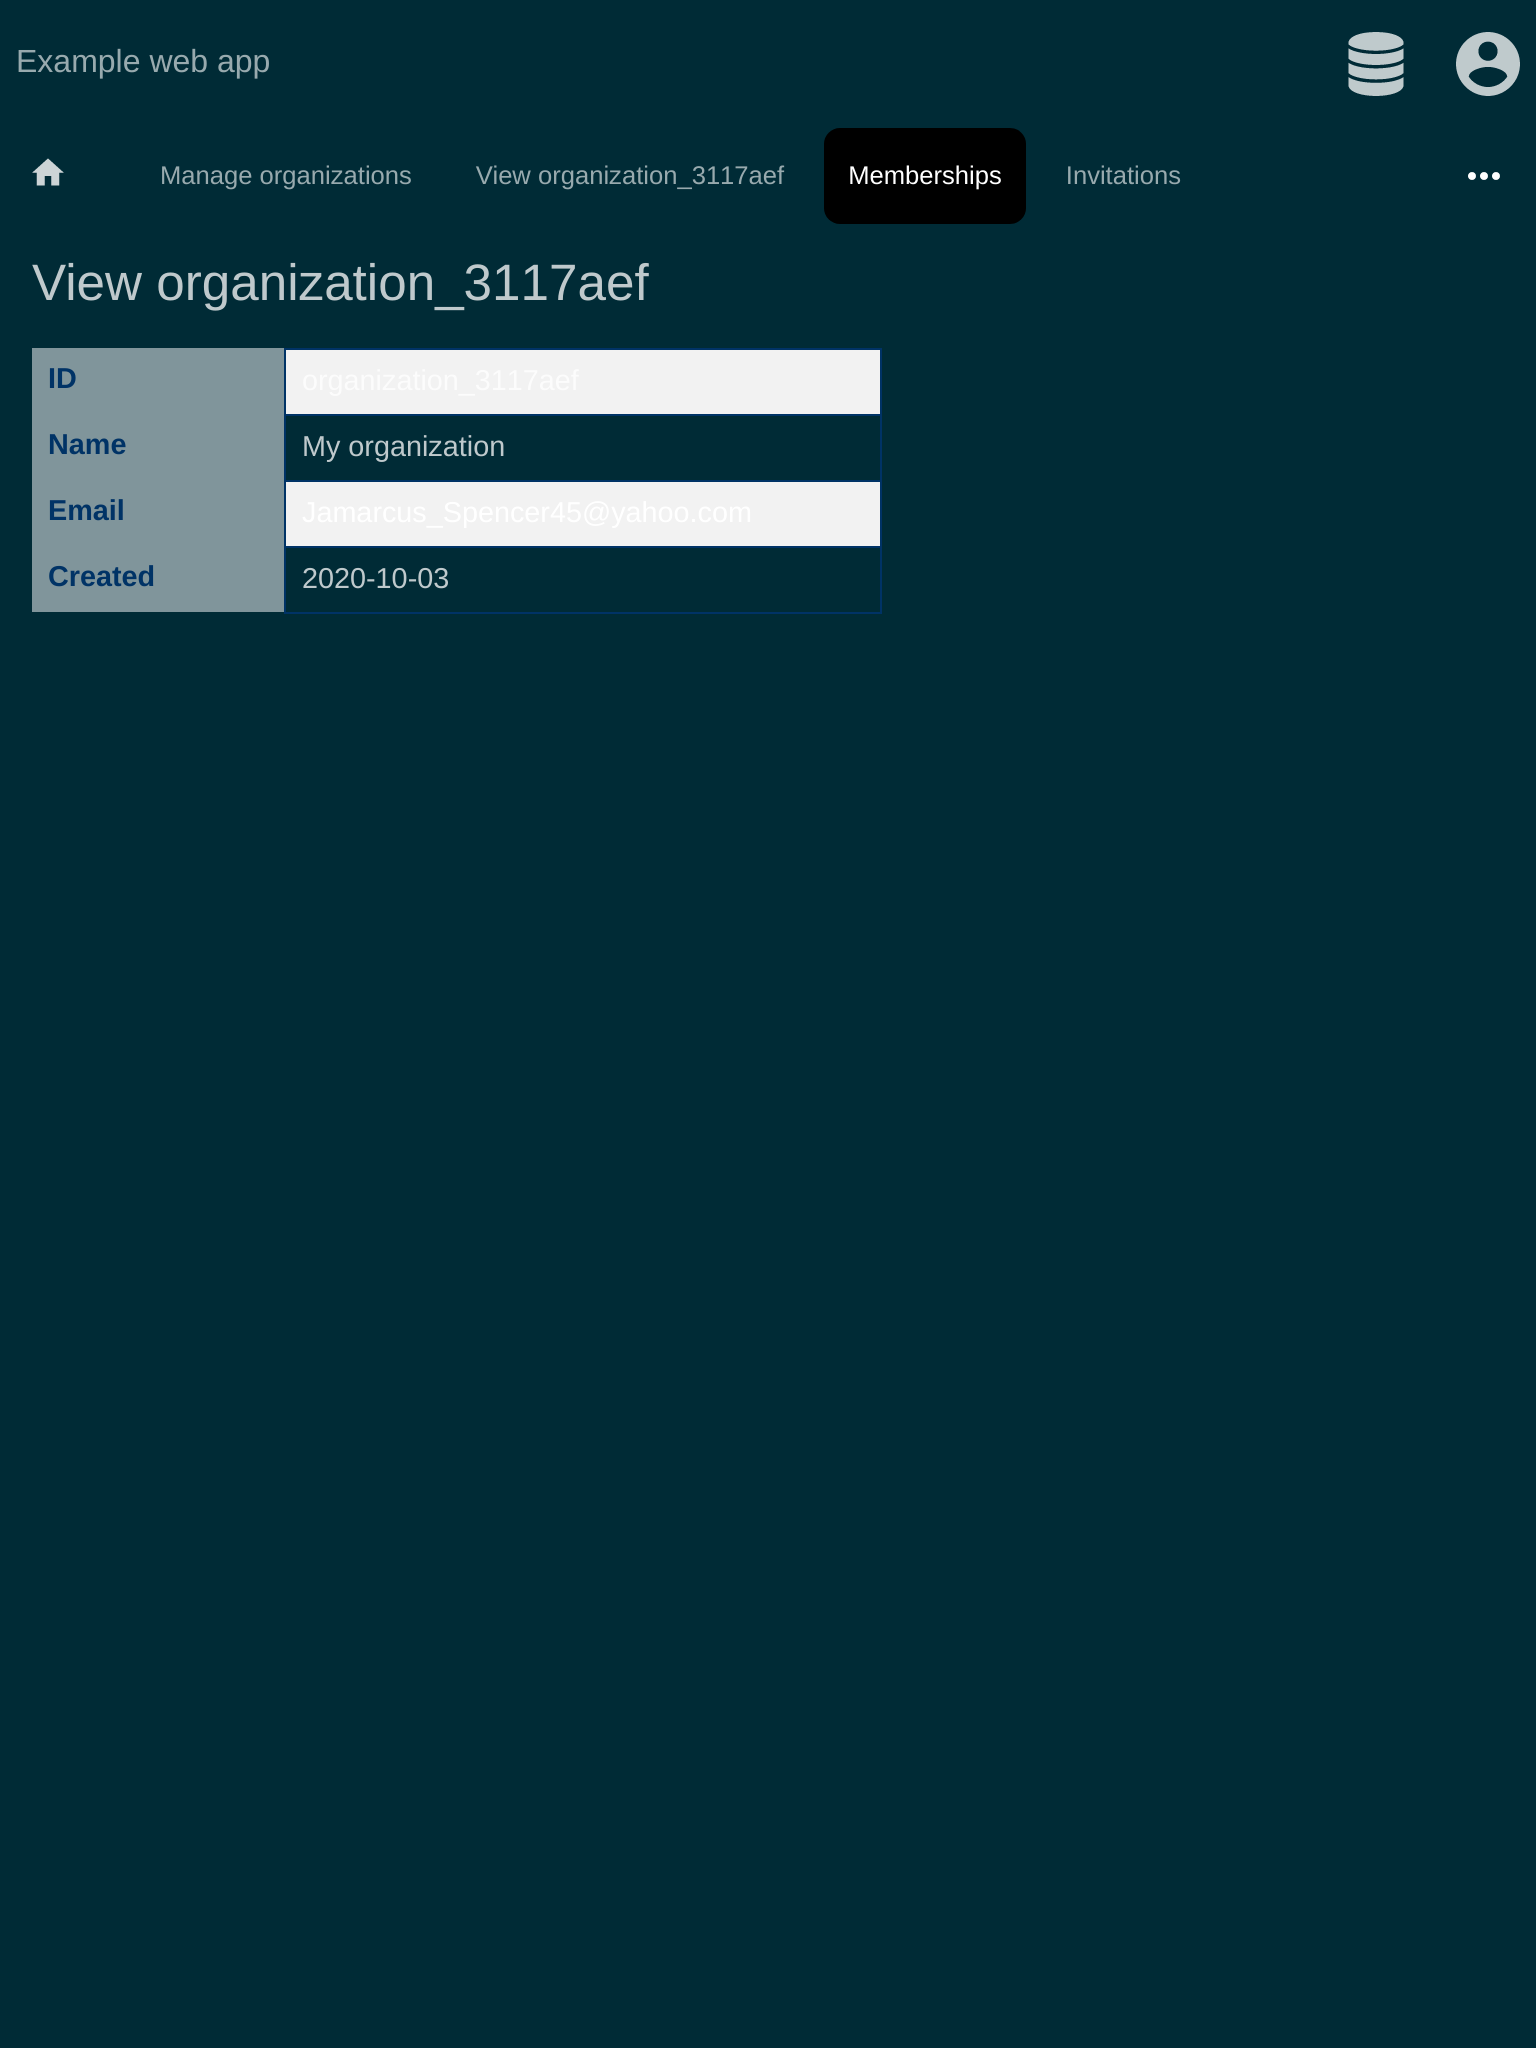 Example web app
Manage organizations View organization_3117aef Memberships Invitations
View organization_3117aef
ID organization_3117aef
Name My organization
Email Jamarcus_Spencer45@yahoo.com
Created 2020-10-03